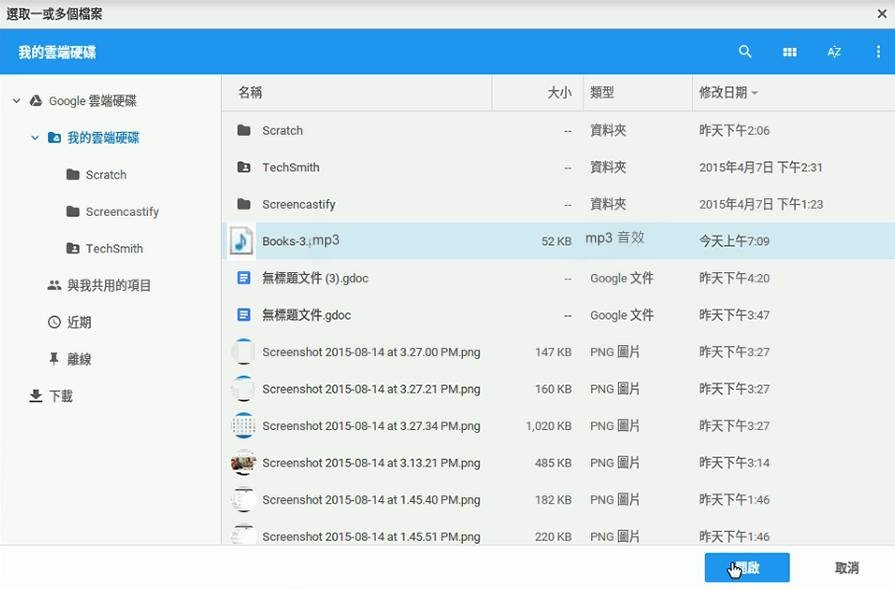 選取一或多個檔案
我的雲端硬碟
AZ
Google 雲端硬碟
我的雲端硬碟
Scratch
Screencastify
TechSmith
與我共用的項目
近期
離線
下載
名稱 大小 類型 修改日期
Scratch -- 資料夾 昨天下午2:06
TechSmith -- 資料夾 2015年4月7日 下午2:31
Screencastify -- 資料夾 2015年4月7日 下午1:23
Books-3.mp3 52 KB mp3 音效 今天上午7:09
無標題文件 (3).gdoc -- Google 文件 昨天下午4:20
無標題文件.gdoc -- Google 文件 昨天下午3:47
Screenshot 2015-08-14 at 3.27.00 PM.png 147 KB PNG 圖片 昨天下午3:27
Screenshot 2015-08-14 at 3.27.21 PM.png 160 KB PNG 圖片 昨天下午3:27
Screenshot 2015-08-14 at 3.27.34 PM.png 1,020 KB PNG 圖片 昨天下午3:27
Screenshot 2015-08-14 at 3.13.21 PM.png 485 KB PNG 圖片 昨天下午3:14
Screenshot 2015-08-14 at 1.45.40 PM.png 182 KB PNG 圖片 昨天下午1:46
Screenshot 2015-08-14 at 1.45.51 PM.png 220 KB PNG 圖片 昨天下午1:46
開啟 取消